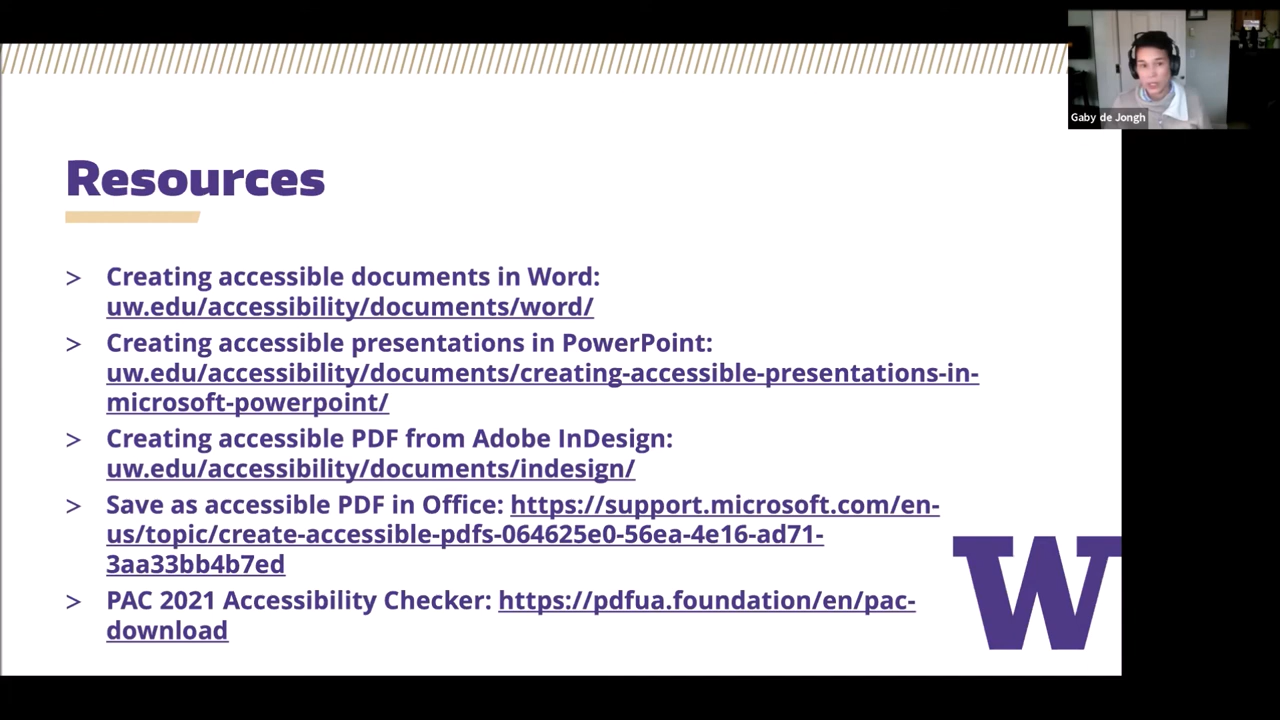 Gaby de Jongh
Resources
> Creating accessible documents in Word:
uw.edu/accessibility/documents/word/
> Creating accessible presentations in PowerPoint:
uw.edu/accessibility/documents/creating-accessible-presentations-in-
microsoft-powerpoint/
> Creating accessible PDF from Adobe InDesign:
uw.edu/accessibility/documents/indesign/
> Save as accessible PDF in Office: https://support.microsoft.com/en-
us/topic/create-accessible-pdfs-064625e0-56ea-4e16-ad71-
3aa33bb4b7ed
> PAC 2021 Accessibility Checker: https://pdfua.foundation/en/pac-
download
W